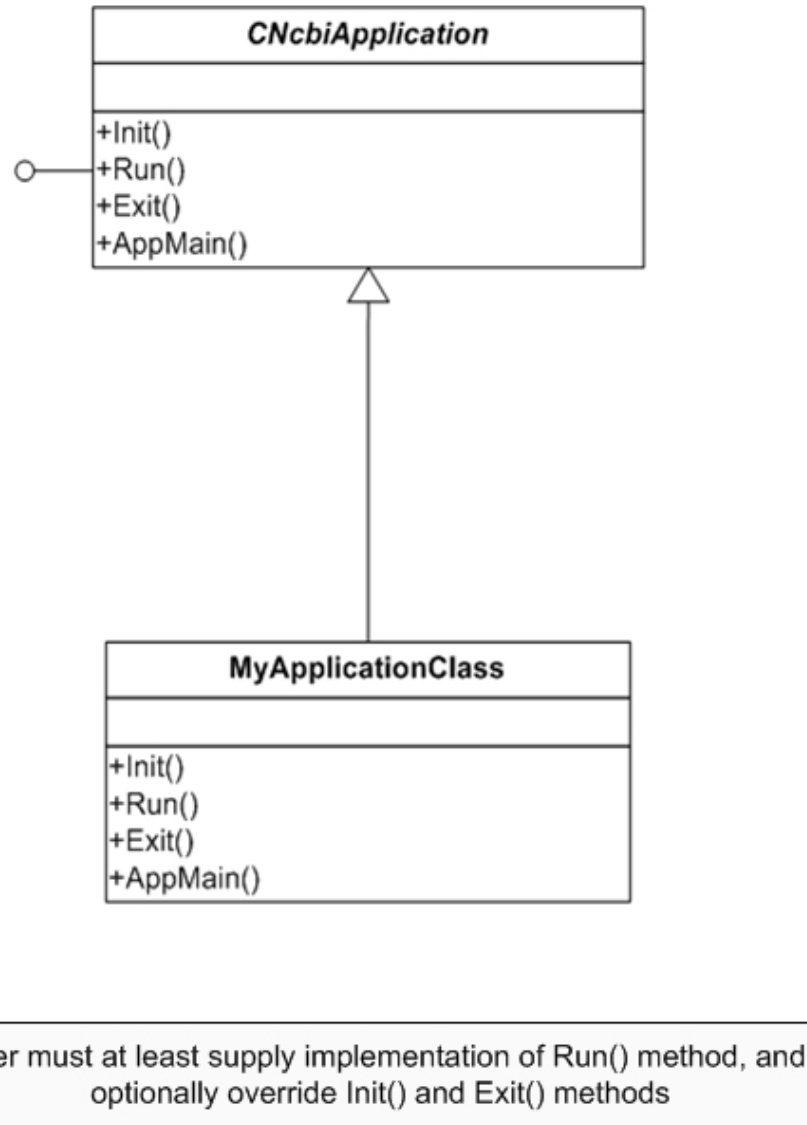 CNcbiApplication
+Init()
+Run()
+Exit()
+AppMain()
MyApplicationClass
+Init()
+Run()
+Exit()
+AppMain()
must at least supply implementation of Run() method, and
optionally override Init() and Exit() methods